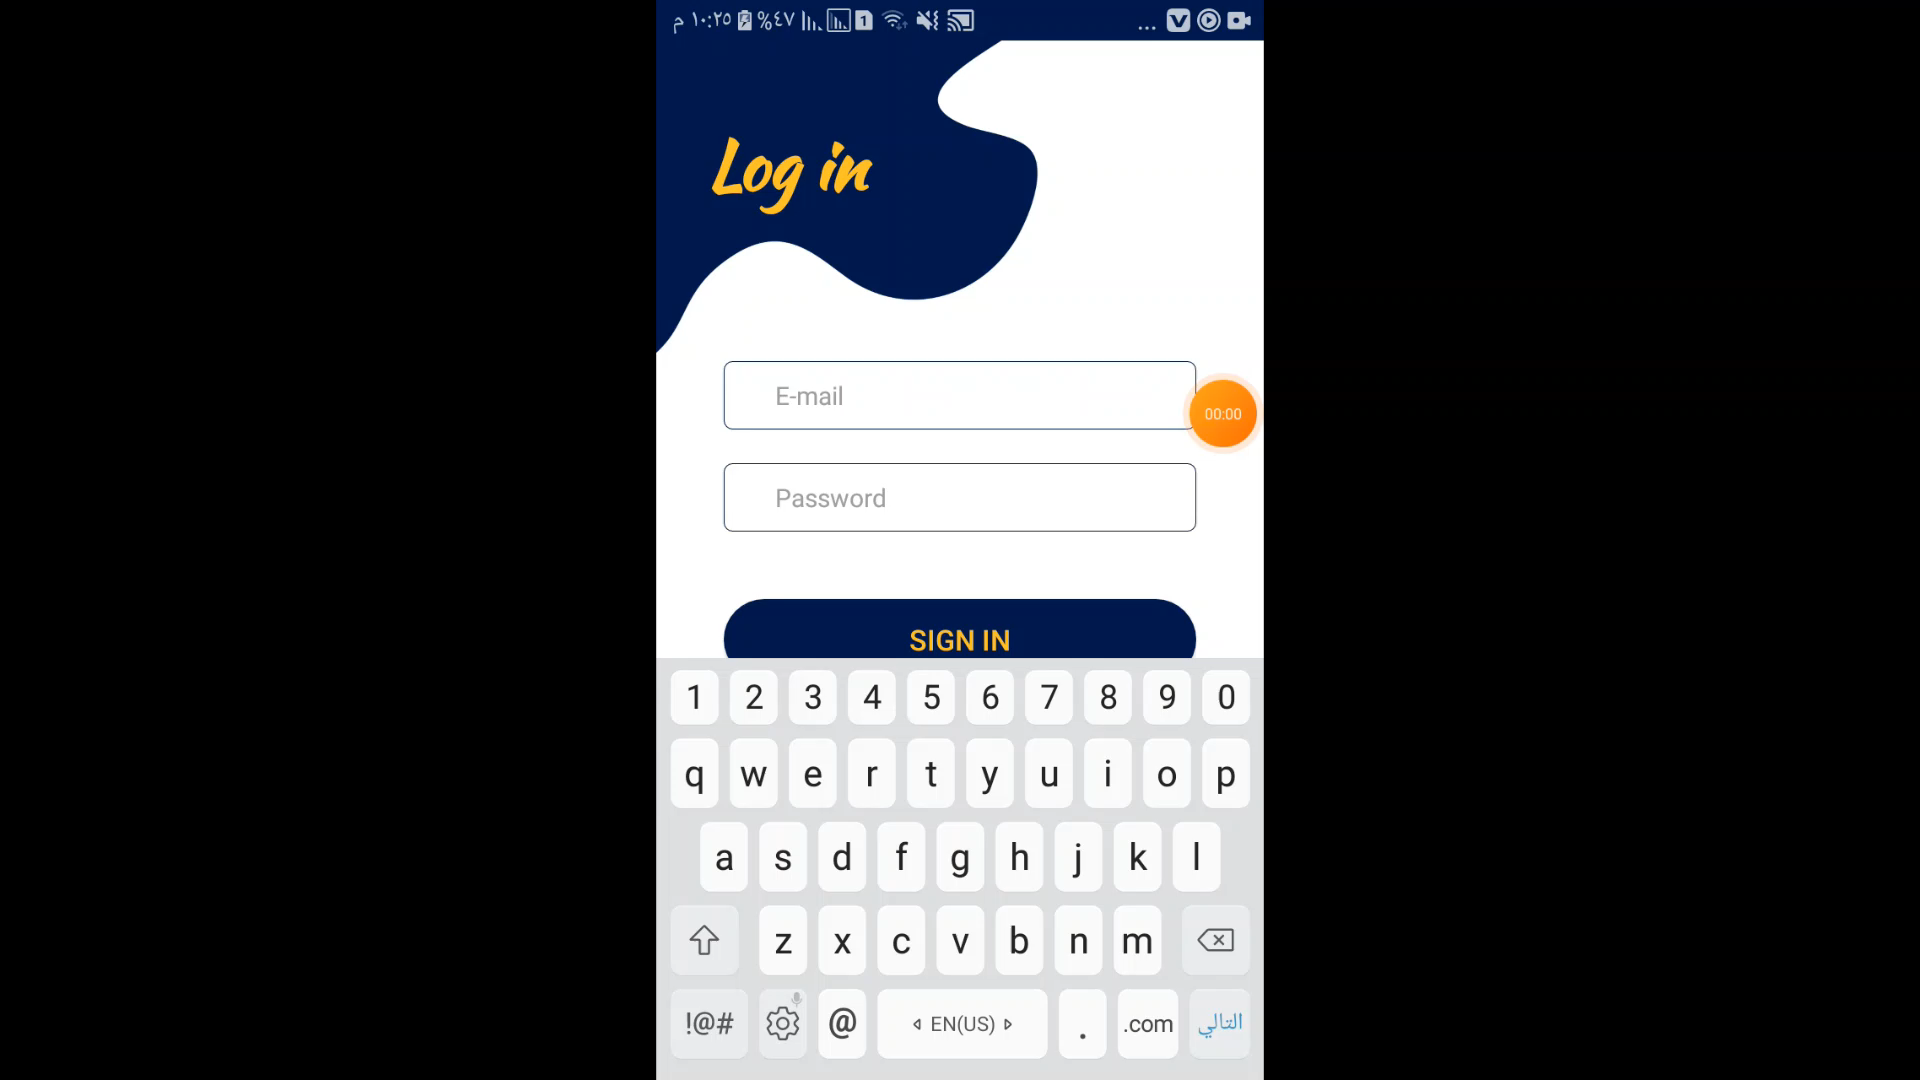 م ١٠:٢٥ %٤٧ 1 ...
Log in
E-mail
00:00
Password
SIGN IN
1 2 3 4 5 6 7 8 9 0
q w e r t y u i o p
a s d f g h j k l
z x c v b n m
!@# @ EN(US) . .com التالي